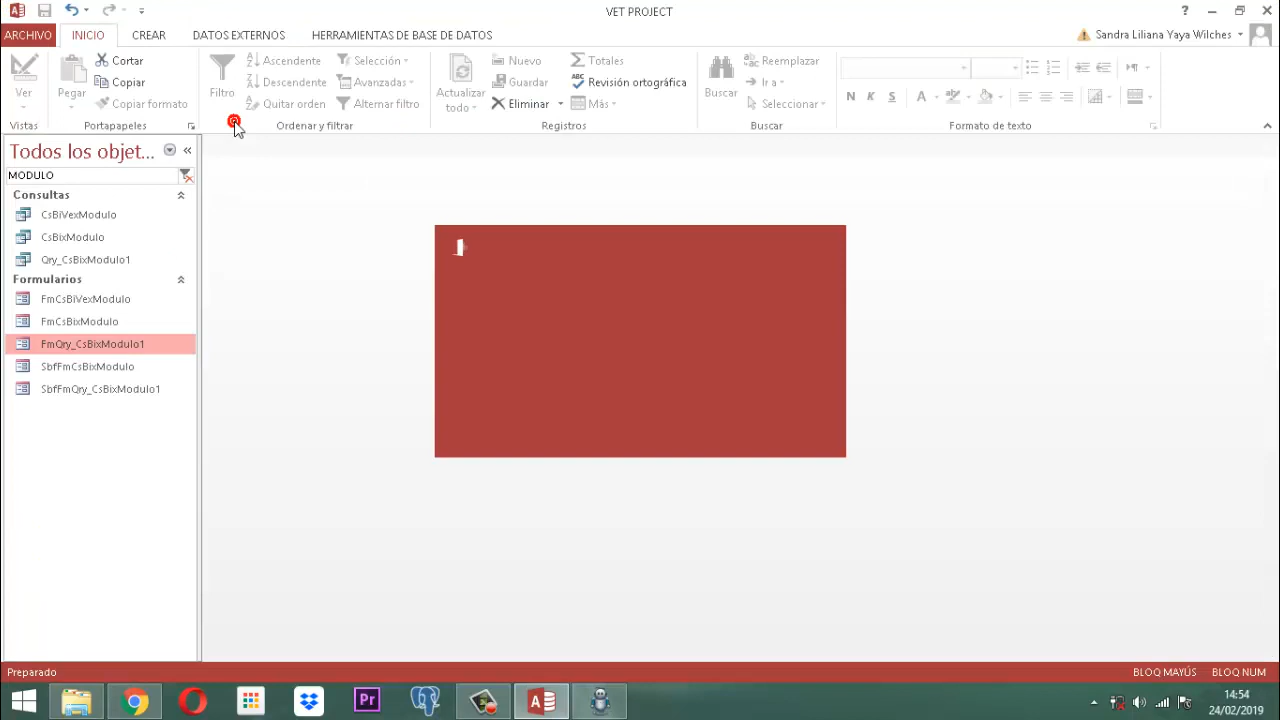 VET PROJECT
ARCHIVO INICIO CREAR DATOS EXTERNOS HERRAMIENTAS DE BASE DE DATOS
Sandra Liliana Yaya Wilches
Ver
Vistas
Pegar
Cortar
Copiar
Copiar formato
Portapapeles
Filtro
Ascendente
Descendente
Quitar orden
Selección
Avanzadas
Alternar filtro
Ordenar y filtrar
Actualizar
todo
Nuevo
Guardar
Eliminar
Totales
Revisión ortográfica
Más
Registros
Buscar
Reemplazar
Ir a
Seleccionar
Buscar
N K S A
Formato de texto
Todos los objet...
MODULO
Consultas
CsBiVexModulo
CsBixModulo
Qry_CsBixModulo1
Formularios
FmCsBiVexModulo
FmCsBixModulo
FmQry_CsBixModulo1
SbfFmCsBixModulo
SbfFmQry_CsBixModulo1
Preparado
BLOQ MAYÚS BLOQ NUM
Pr
14:54
24/02/2019